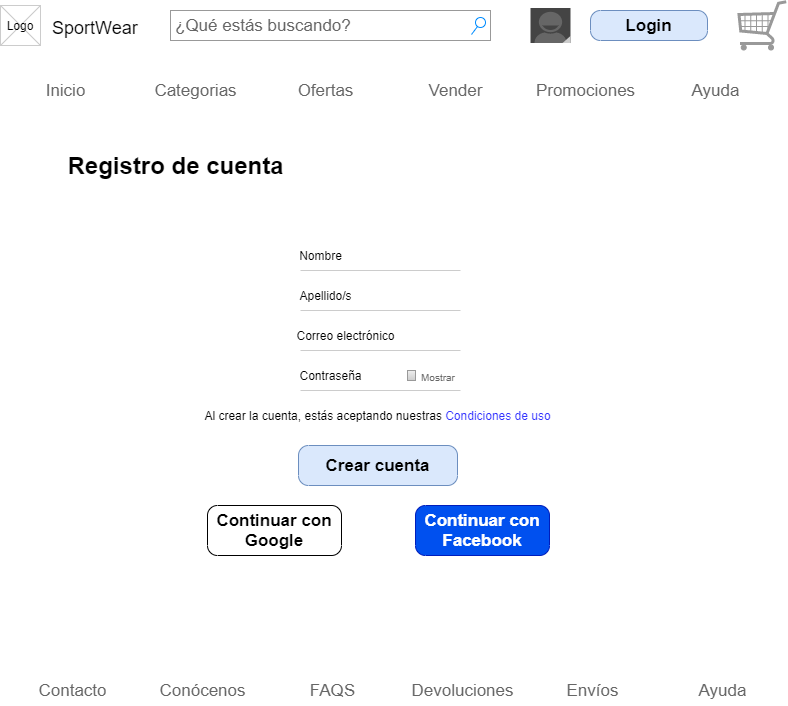 Logo SportWear ¿Qué estás buscando? Login
Inicio Categorias Ofertas Vender Promociones Ayuda
Registro de cuenta
Nombre
Apellido/s
Correo electrónico
Contraseña Mostrar
Al crear la cuenta, estás aceptando nuestras Condiciones de uso
Crear cuenta
Continuar con
Google
Continuar con
Facebook
Contacto Conócenos FAQS Devoluciones Envíos Ayuda